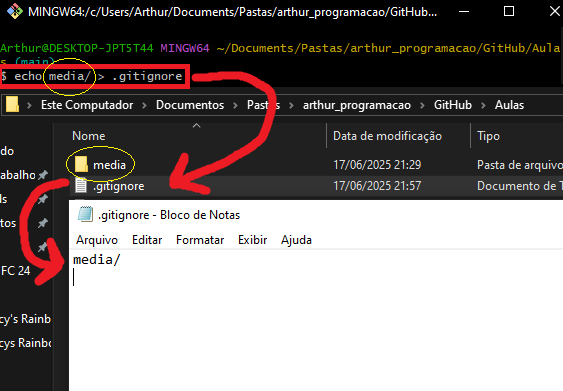 MINGW64:/c/Users/Arthur/Documents/Pastas/arthur_programacao/GitHub/
Arthur@DESKTOP-JPT5T44 MINGW64 ~/Documents/Pastas/arthur_programacao/GitHub/Aula
s (main)
$ echo media/ > .gitignore
Este Computador > Documentos > Pastas > arthur_programacao > GitHub > Aulas
Nome Data de modificação Tipo
media 17/06/2025 21:29 Pasta de arquivo
.gitignore 17/06/2025 21:57 Documento de T
do
rabalho
ds
tos
FC 24
cy's Rainb
cys Rainbo
.gitignore - Bloco de Notas
Arquivo Editar Formatar Exibir Ajuda
media/